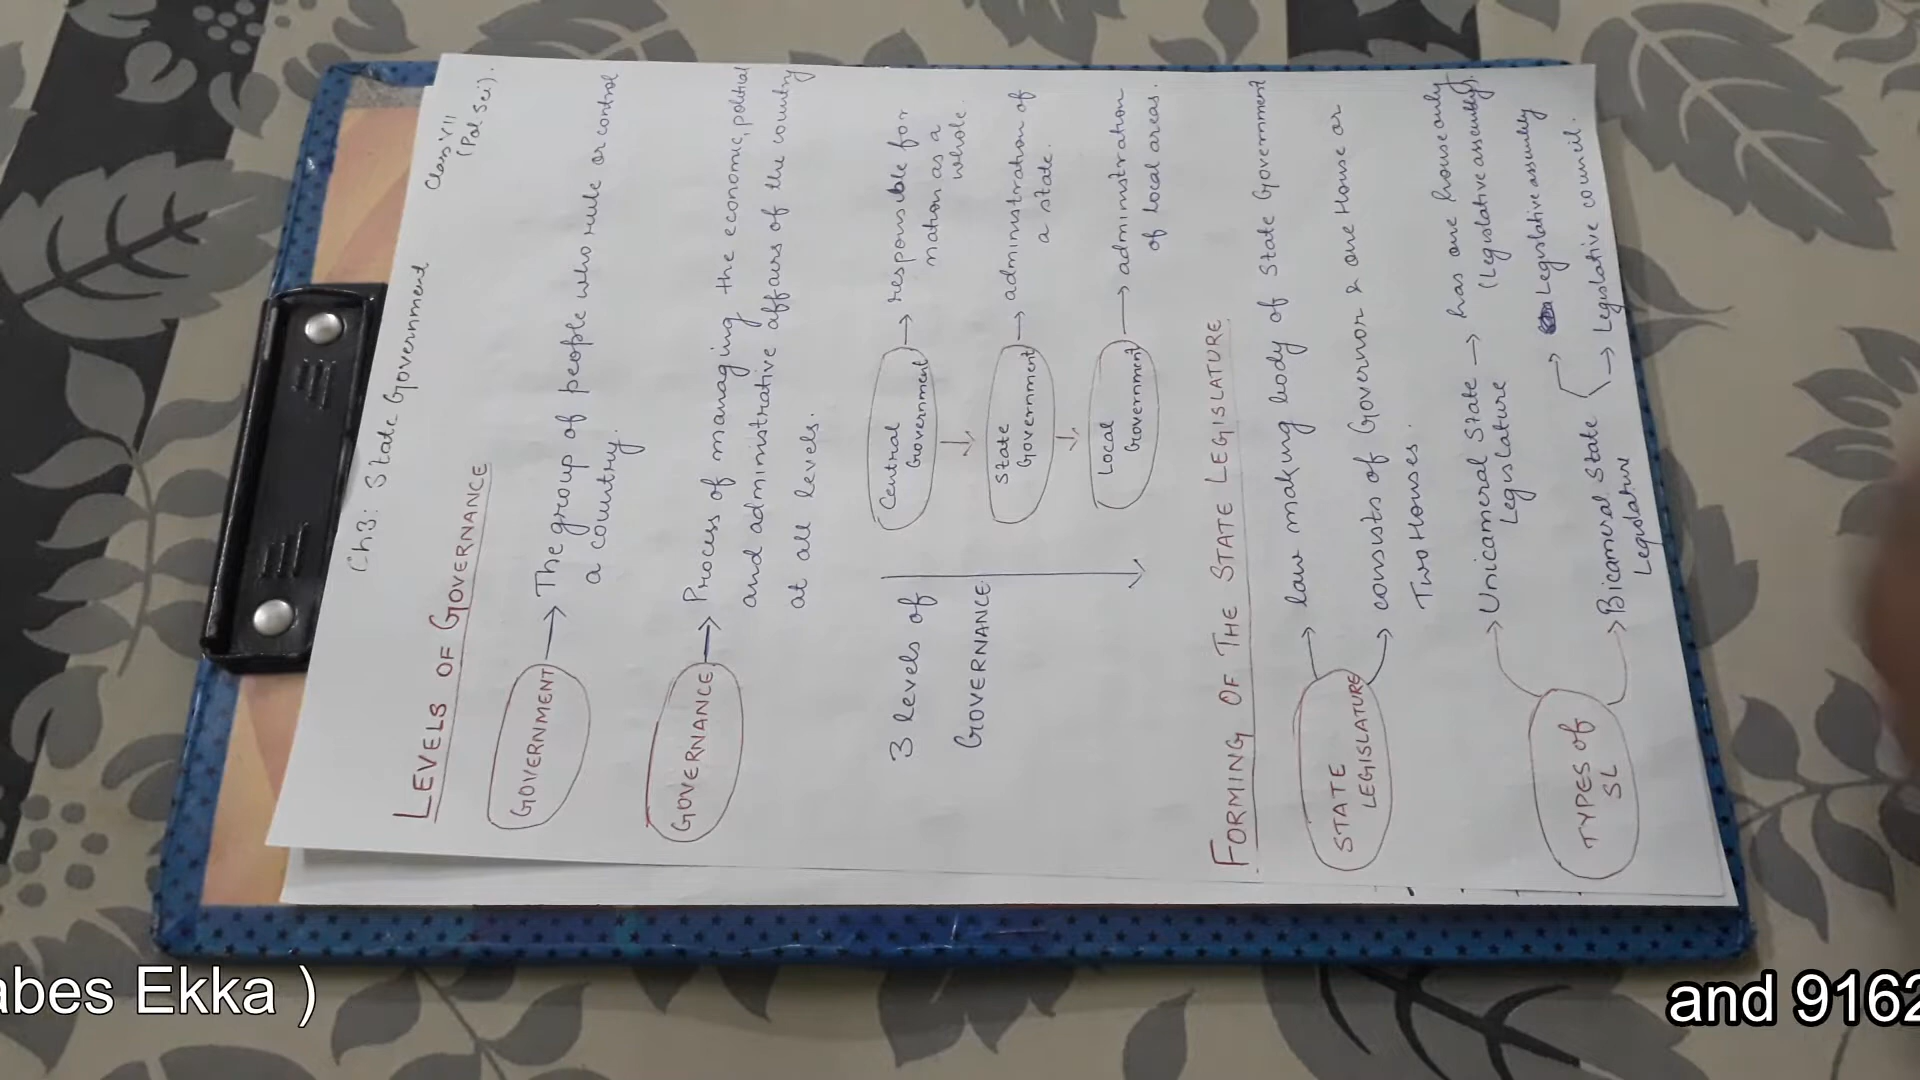 Ch.3: State Government
Class VII
(Pol Sci).
LEVELS OF GOVERNANCE
GOVERNMENT → The group of people who rule or control
a country.
GOVERNANCE → Process of managing the economic, political
and administrative affairs of the country
at all levels.
3 levels of
GOVERNANCE
Central
Government → responsible for
nation as a
whole.
State
Government → administration of
a state.
Local
Government → administration
of local areas.
FORMING OF THE STATE LEGISLATURE.
STATE
LEGISLATURE
→ law making body of State Government
→ consists of Governor & one House or
Two Houses.
TYPES of
SL
→ Unicameral State → has one house only
Legislature (Legislative assembly).
→ Bicameral State
Legislature
→ Legislative assembly
→ Legislative council.
abes Ekka )
and 9162